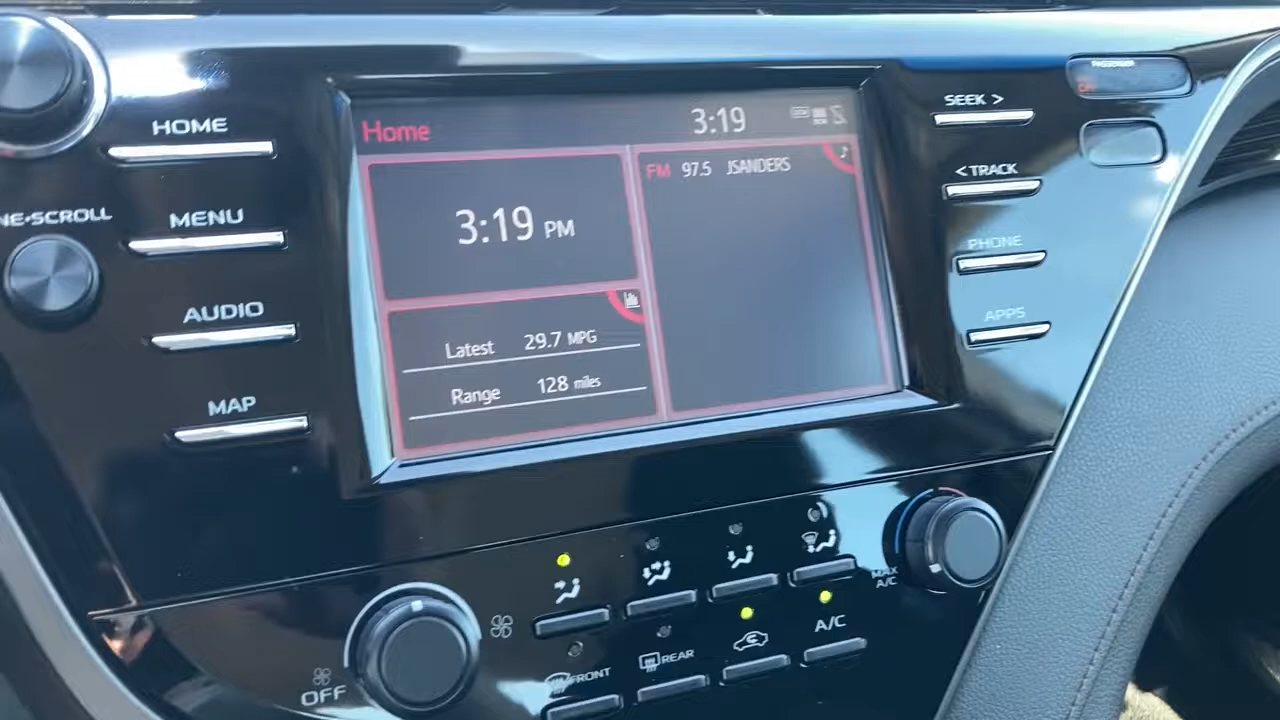 HOME
NE•SCROLL
MENU
AUDIO
MAP
Home
3:19
3:19 PM
Latest 29.7 MPG
Range 128 miles
FM 97.5 JSANDERS
SEEK >
< TRACK
PHONE
APPS
PASSENGER
OFF
FRONT
REAR
A/C
MAX
A/C